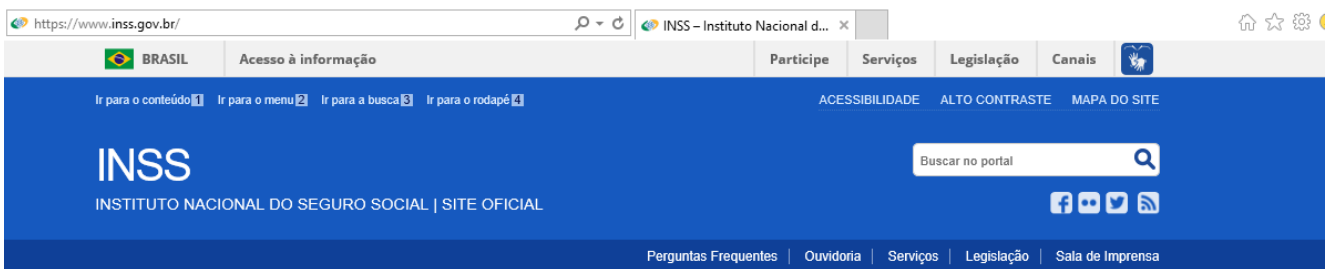 https://www.inss.gov.br/ INSS – Instituto Nacional d...
BRASIL Acesso à informação Participe Serviços Legislação Canais
Ir para o conteúdo 1 Ir para o menu 2 Ir para a busca 3 Ir para o rodapé 4 ACESSIBILIDADE ALTO CONTRASTE MAPA DO SITE
INSS
Buscar no portal
INSTITUTO NACIONAL DO SEGURO SOCIAL | SITE OFICIAL
Perguntas Frequentes | Ouvidoria | Serviços | Legislação | Sala de Imprensa